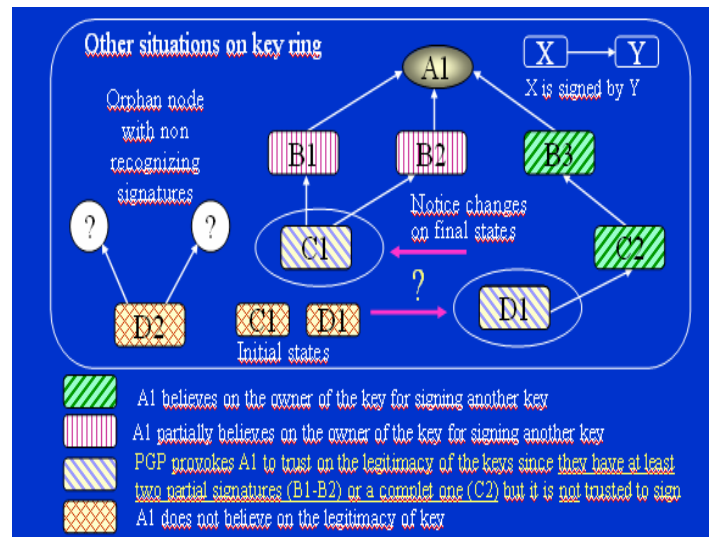 Other situations on key ring
A1
X
Y
X is signed by Y
Orphan node
with non
recognizing
signatures
B1
B2
B3
?
?
Notice changes
on final states
C1
C2
?
D2
C1
D1
D1
Initial states
A1 believes on the owner of the key for signing another key
A1 partially believes on the owner of the key for signing another key
PGP provokes A1 to trust on the legitimacy of the keys since they have at least
two partial signatures (B1-B2) or a complet one (C2) but it is not trusted to sign
A1 does not believe on the legitimacy of key